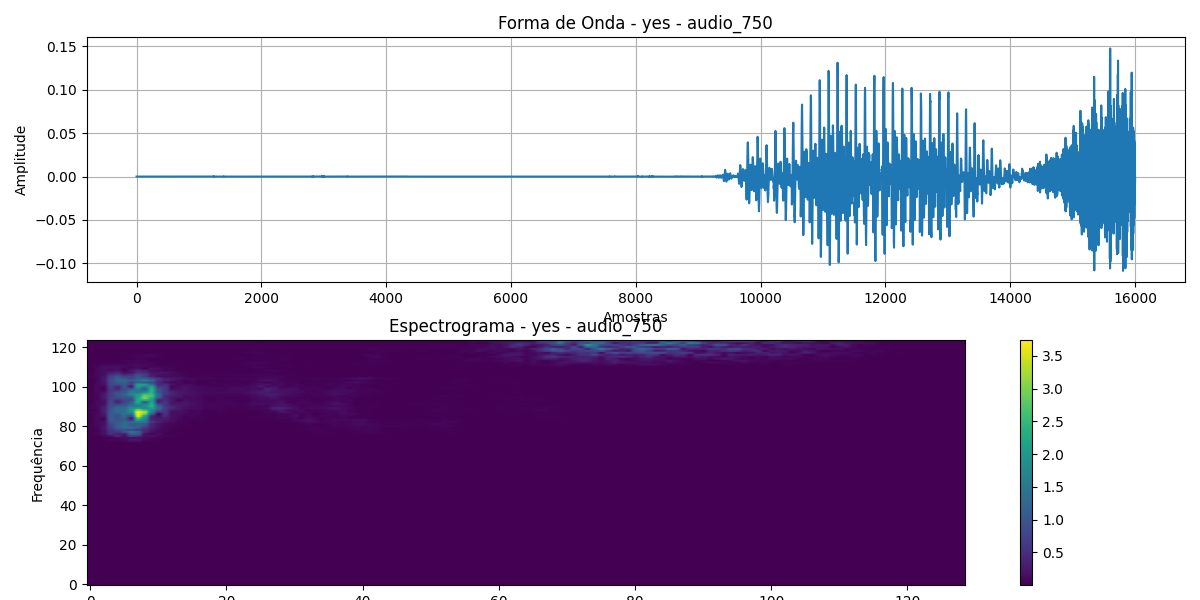 Forma de Onda - yes - audio_750
0.15
0.10
0.05
0.00
−0.05
−0.10
Amplitude
0 2000 4000 6000 8000 10000 12000 14000 16000
Amostras
Espectrograma - yes - audio_750
120
100
80
60
40
20
0
Frequência
0 20 40 60 80 100 120
3.5
3.0
2.5
2.0
1.5
1.0
0.5